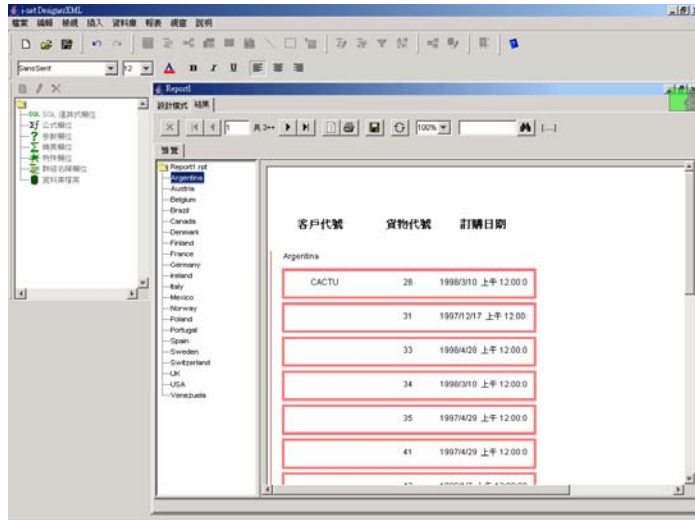 i-net DesignerXML
檔案 編輯 檢視 插入 資料庫 報表 視窗 說明
SansSerif 12 A B I U
Report1
設計模式 結果
1 共 3++ 100% [....]
預覽
SQL SQL 運算式欄位
Σf 公式欄位
? 參數欄位
Σ 摘要欄位
特殊欄位
群組名稱欄位
資料庫檔案
Report1.rpt
Argentina
Austria
Belgium
Brazil
Canada
Denmark
Finland
France
Germany
Ireland
Italy
Mexico
Norway
Poland
Portugal
Spain
Sweden
Switzerland
UK
USA
Venezuela
客戶代號 貨物代號 訂購日期
Argentina
CACTU 28 1998/3/10 上午 12:00:0
31 1997/12/17 上午 12:00:
33 1998/4/28 上午 12:00:0
34 1998/3/10 上午 12:00:0
35 1997/4/29 上午 12:00:0
41 1997/4/29 上午 12:00:0